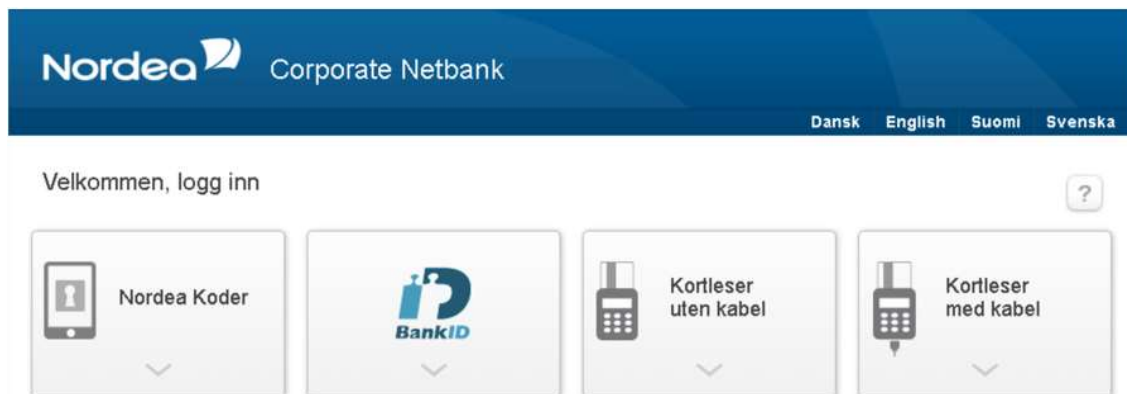 Nordea Corporate Netbank
Dansk English Suomi Svenska
Velkommen, logg inn
?
Nordea Koder
BankID
Kortleser
uten kabel
Kortleser
med kabel